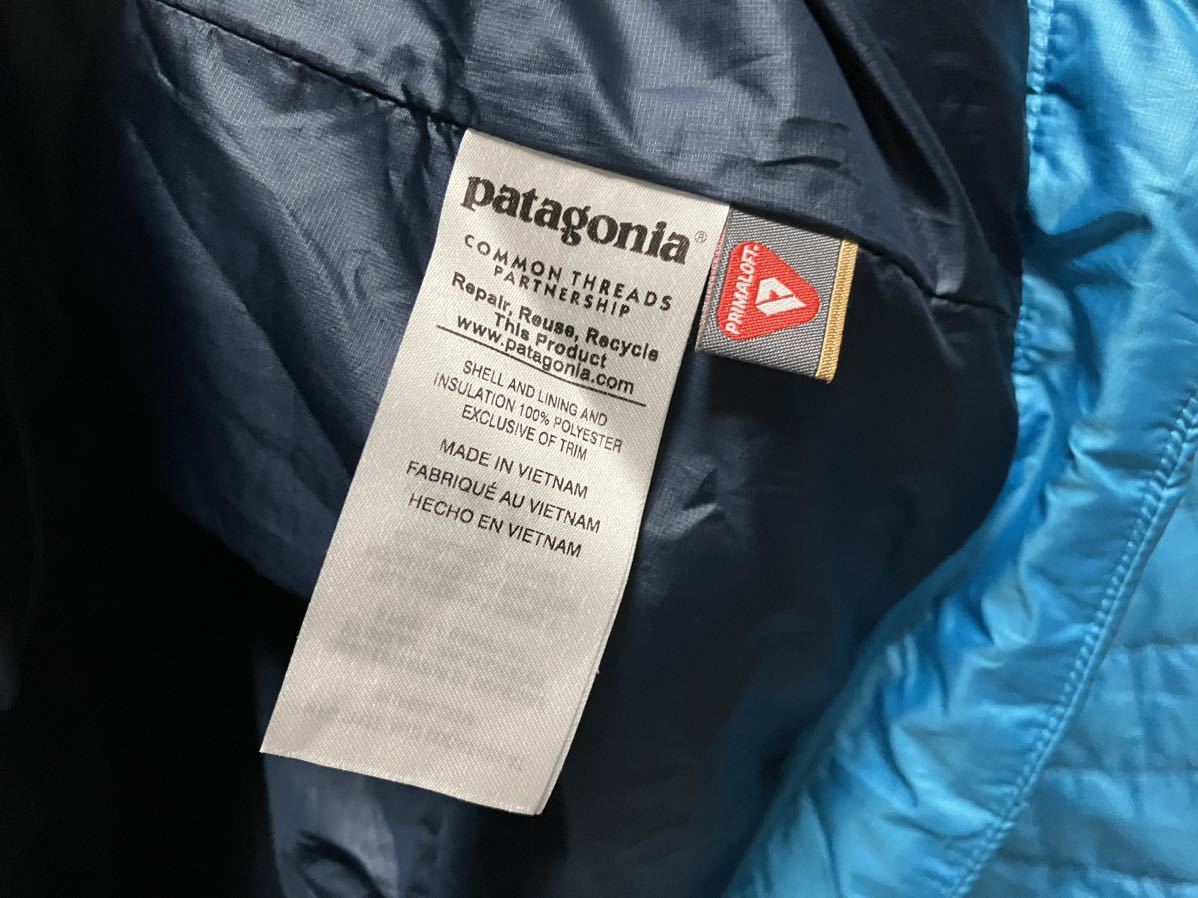 patagonia®
COMMON THREADS
PARTNERSHIP
Repair, Reuse, Recycle
This Product
www.patagonia.com
SHELL AND LINING AND
INSULATION 100% POLYESTER
EXCLUSIVE OF TRIM
MADE IN VIETNAM
FABRIQUÉ AU VIETNAM
HECHO EN VIETNAM
PRIMALOFT®